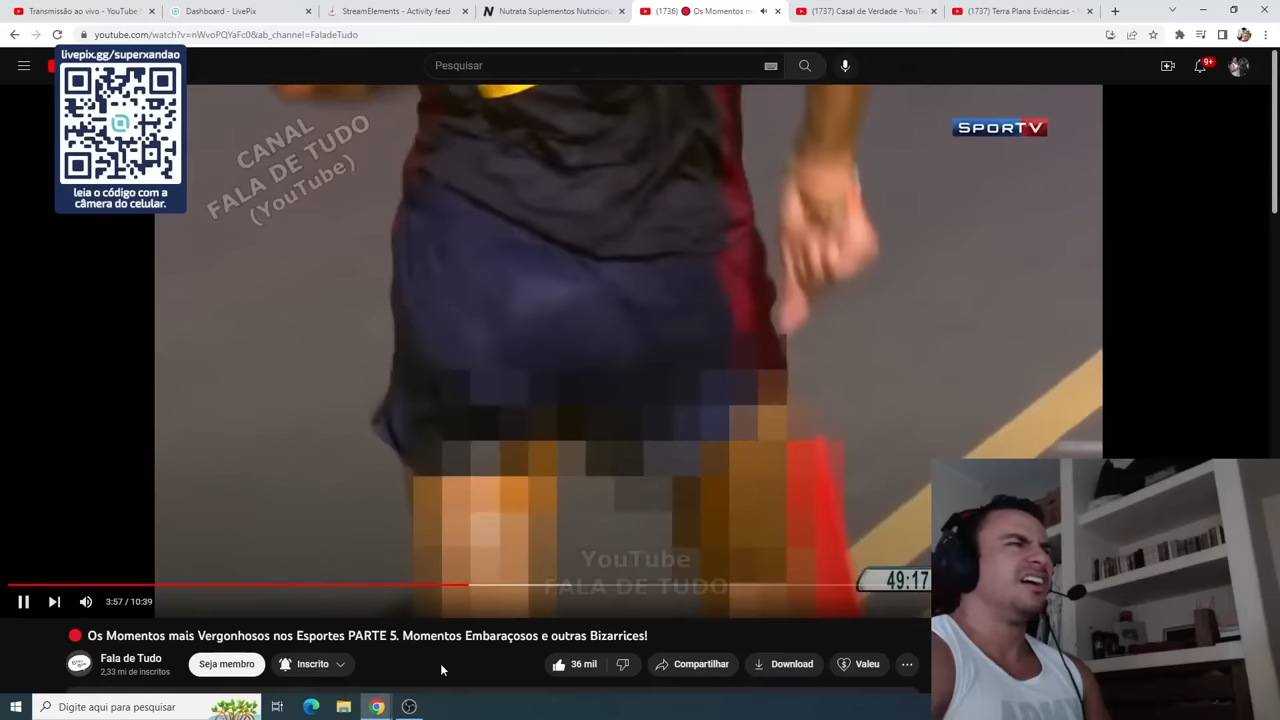 (1736) 🔴 Os Momentos m
Transmissão ao vivo - YouTube S
Dashboard - LivePix
StreamElements - Activity feed
Nutrata Suplementos Nutriciona
(1737) Casal de Verdade - YouTu
(1737) Terra Plana Evidências -
youtube.com/watch?v=nWvoPQYaFc0&ab_channel=FaladeTudo
livepix.gg/superxandao
leia o código com a
câmera do celular.
Pesquisar
9+
CANAL
FALA DE TUDO
(YouTube)
SPORTV
YouTube
FALA DE TUDO
49:17
3:57 / 10:39
🔴 Os Momentos mais Vergonhosos nos Esportes PARTE 5. Momentos Embaraçosos e outras Bizarrices!
Fala de Tudo
2,33 mi de inscritos
Seja membro
Inscrito
36 mil
Compartilhar
Download
Valeu
Digite aqui para pesquisar